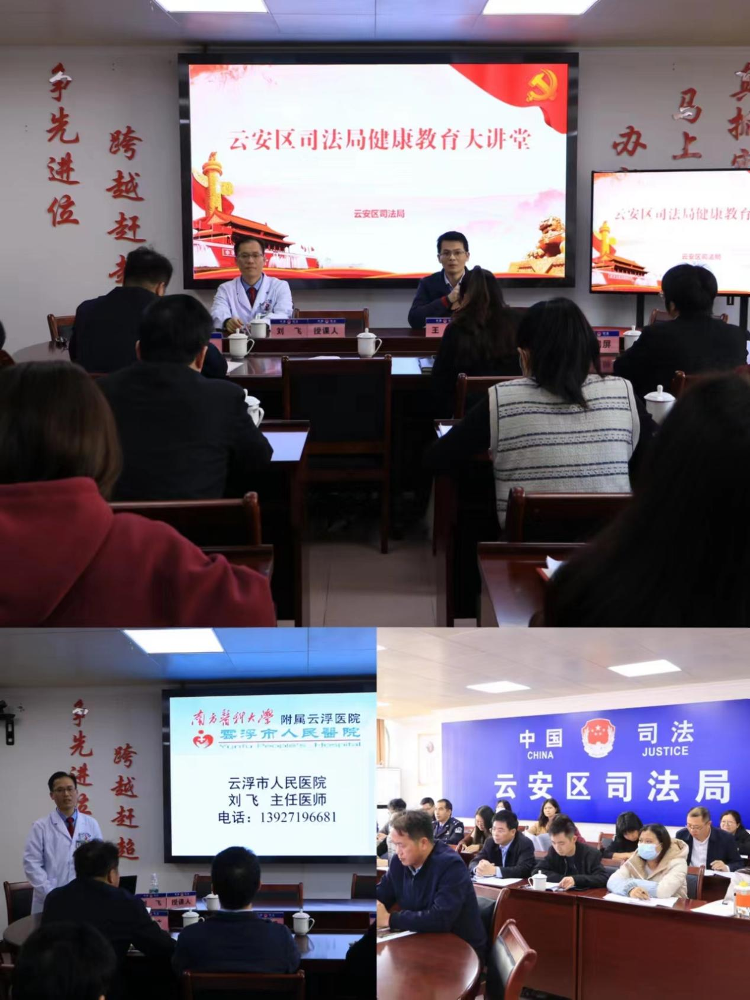 争先进位
跨越赶超
云安区司法局健康教育大讲堂
云安区司法局
马上
办
云安区司法局健康教育
云安区司法局
刘飞 授课人
王
屏
争先进位
跨越赶超
南方醫科大學 附属云浮医院
雲浮市人民醫院
Yunfu People's Hospital
云浮市人民医院
刘飞 主任医师
电话：13927196681
飞 授课人
中国 司法
CHINA JUSTICE
云安区司法局